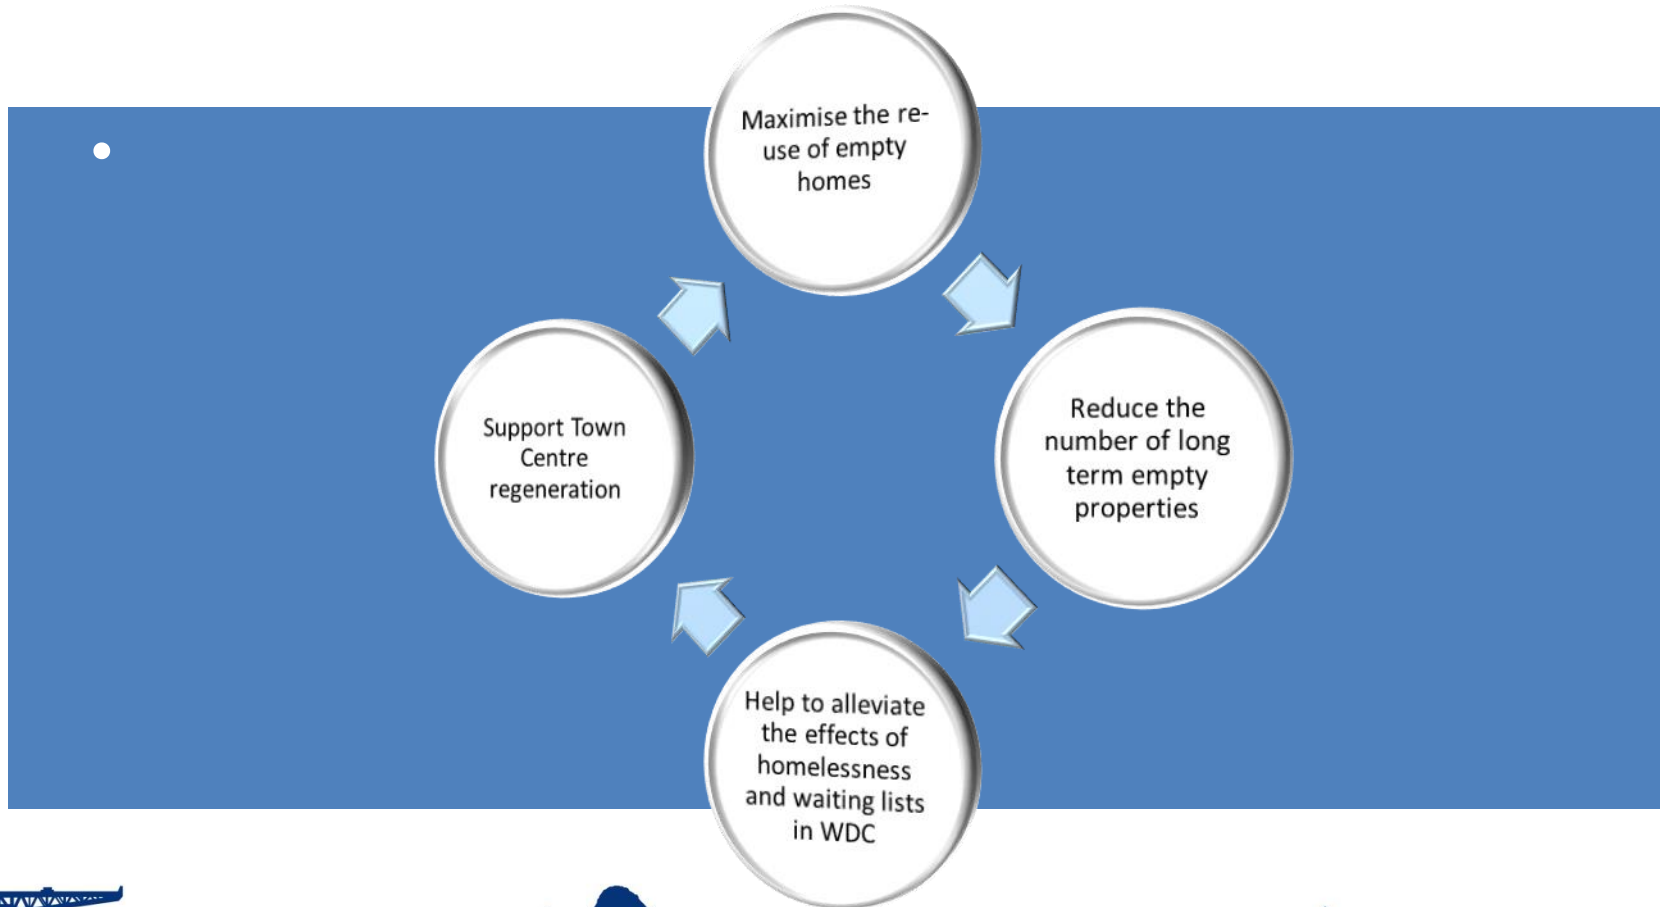 Maximise the re-
use of empty
homes
Reduce the
number of long
term empty
properties
Help to alleviate
the effects of
homelessness
and waiting lists
in WDC
Support Town
Centre
regeneration